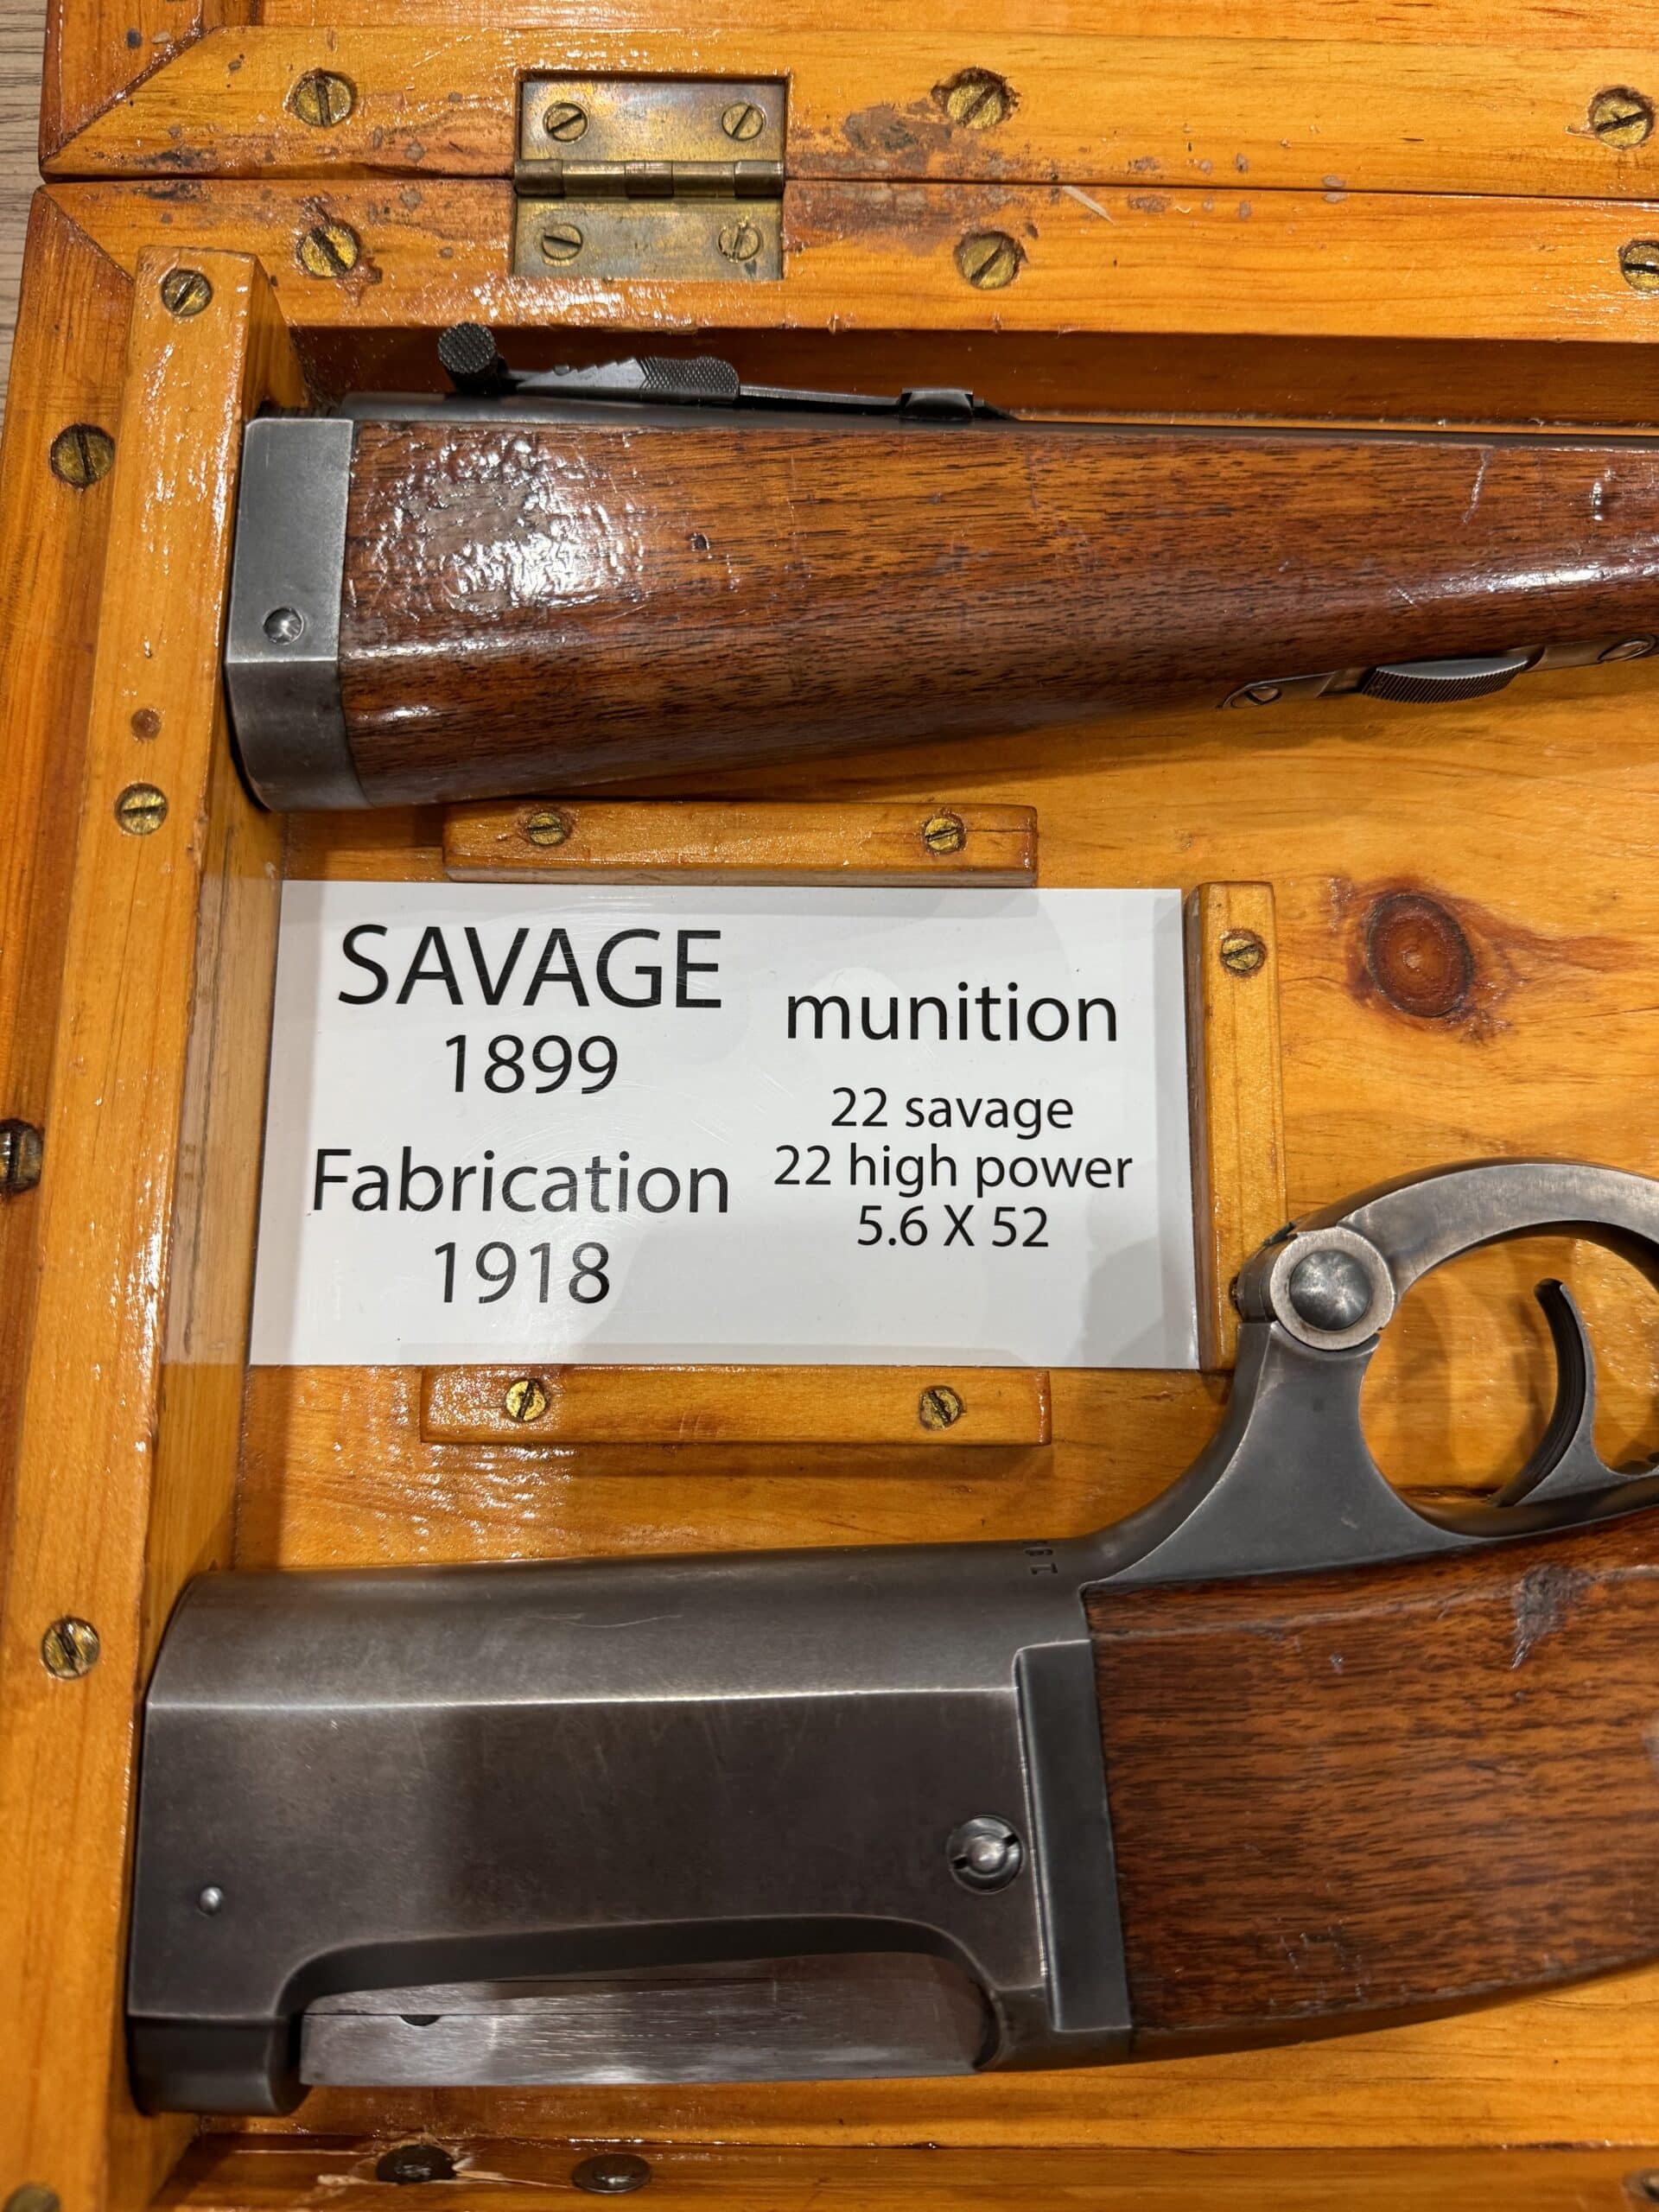 SAVAGE
1899
Fabrication
1918
munition
22 savage
22 high power
5.6 X 52